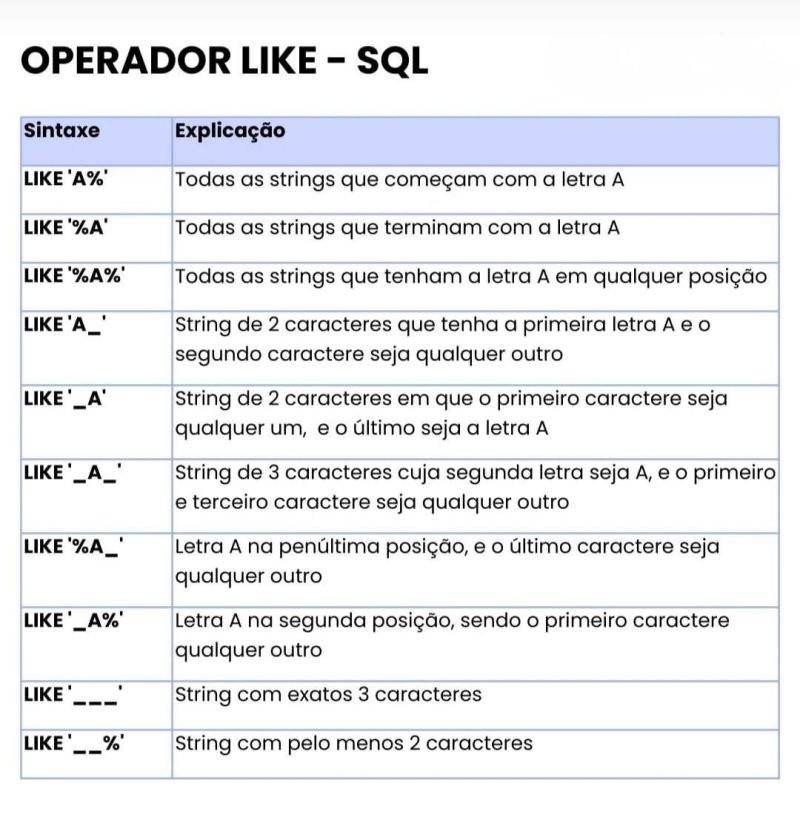 OPERADOR LIKE - SQL
Sintaxe Explicação
LIKE 'A%' Todas as strings que começam com a letra A
LIKE '%A' Todas as strings que terminam com a letra A
LIKE '%A%' Todas as strings que tenham a letra A em qualquer posição
LIKE 'A_' String de 2 caracteres que tenha a primeira letra A e o
segundo caractere seja qualquer outro
LIKE '_A' String de 2 caracteres em que o primeiro caractere seja
qualquer um, e o último seja a letra A
LIKE '_A_' String de 3 caracteres cuja segunda letra seja A, e o primeiro
e terceiro caractere seja qualquer outro
LIKE '%A_' Letra A na penúltima posição, e o último caractere seja
qualquer outro
LIKE '_A%' Letra A na segunda posição, sendo o primeiro caractere
qualquer outro
LIKE '___' String com exatos 3 caracteres
LIKE '__%' String com pelo menos 2 caracteres